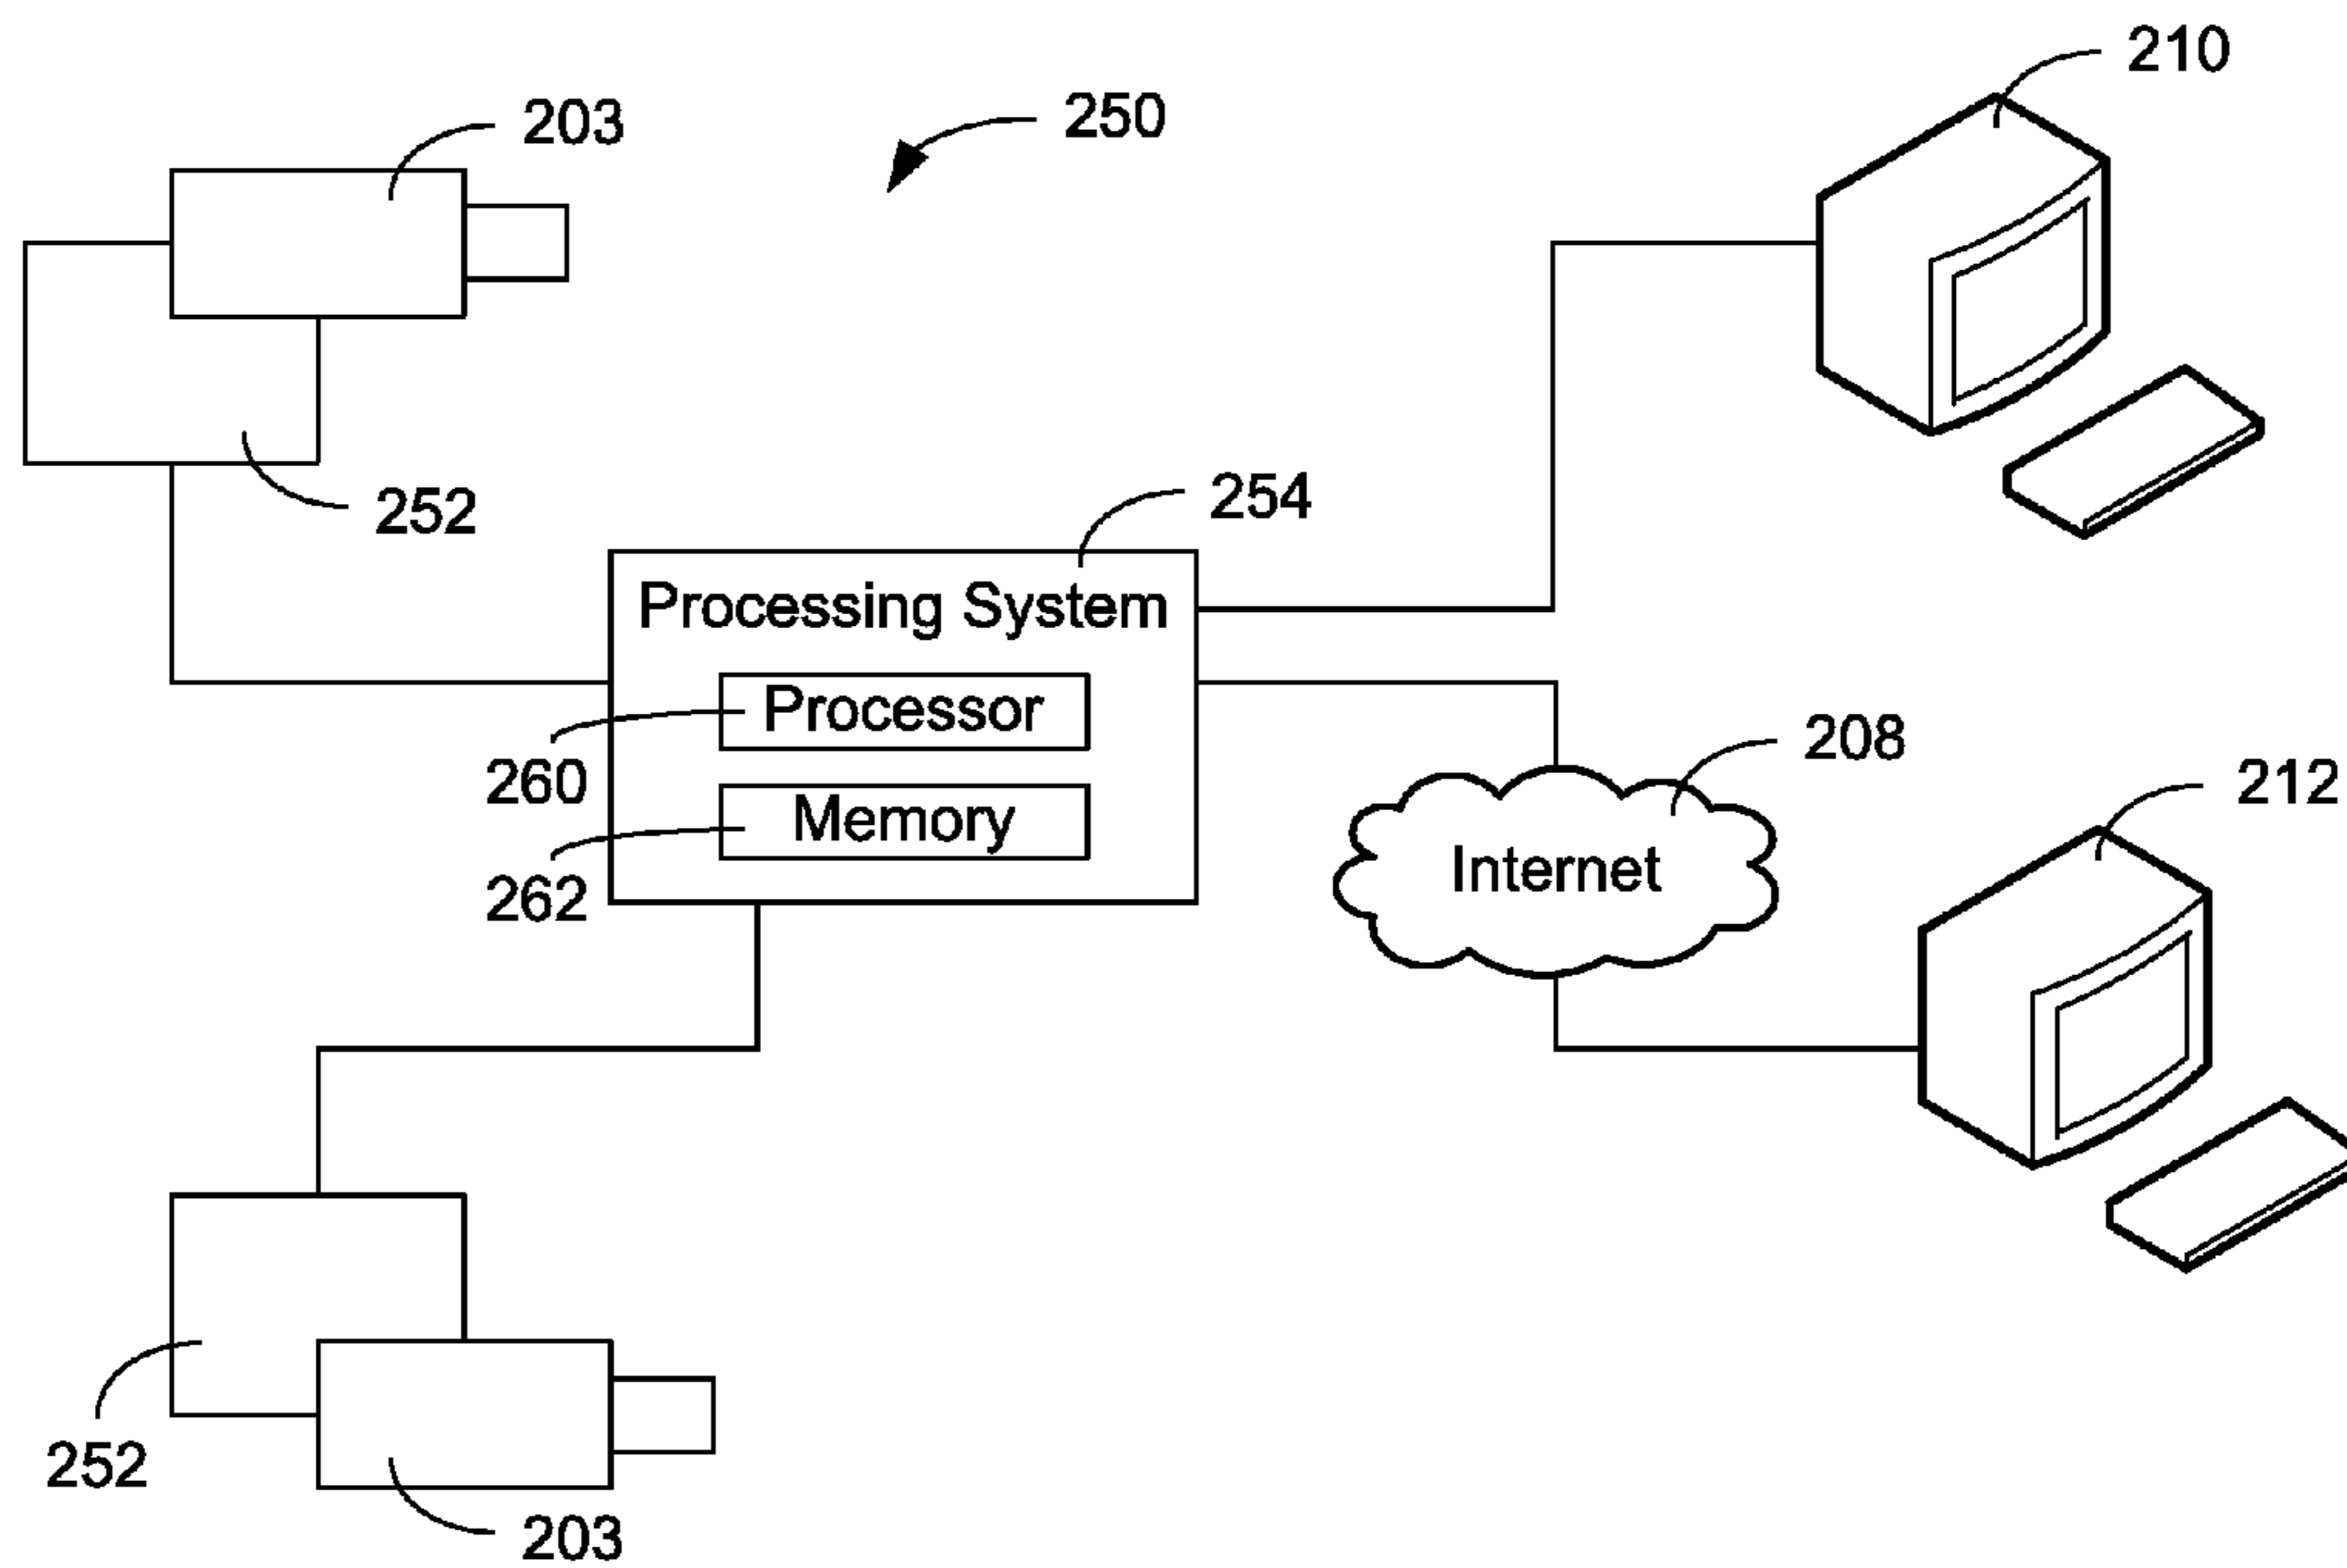 210
203
250
252
254
Processing System
Processor
208
260
212
Memory
Internet
262
252
203